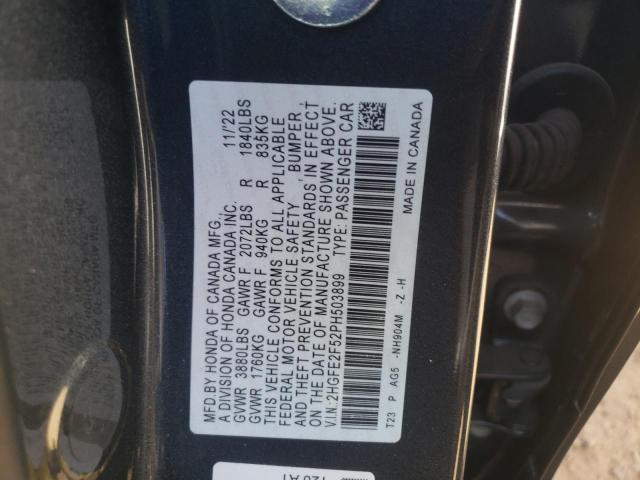 MFD.BY HONDA OF CANADA MFG., 11/22
A DIVISION OF HONDA CANADA INC.
GVWR 3880LBS GAWR F 2072LBS R 1840LBS
GVWR 1760KG GAWR F 940KG R 835KG
THIS VEHICLE CONFORMS TO ALL APPLICABLE
FEDERAL MOTOR VEHICLE SAFETY, BUMPER,
AND THEFT PREVENTION STANDARDS IN EFFECT
ON THE DATE OF MANUFACTURE SHOWN ABOVE.
V.I.N.:2HGFE2F52PH503899 TYPE: PASSENGER CAR
T23 P AG5 -NH904M -Z -H MADE IN CANADA